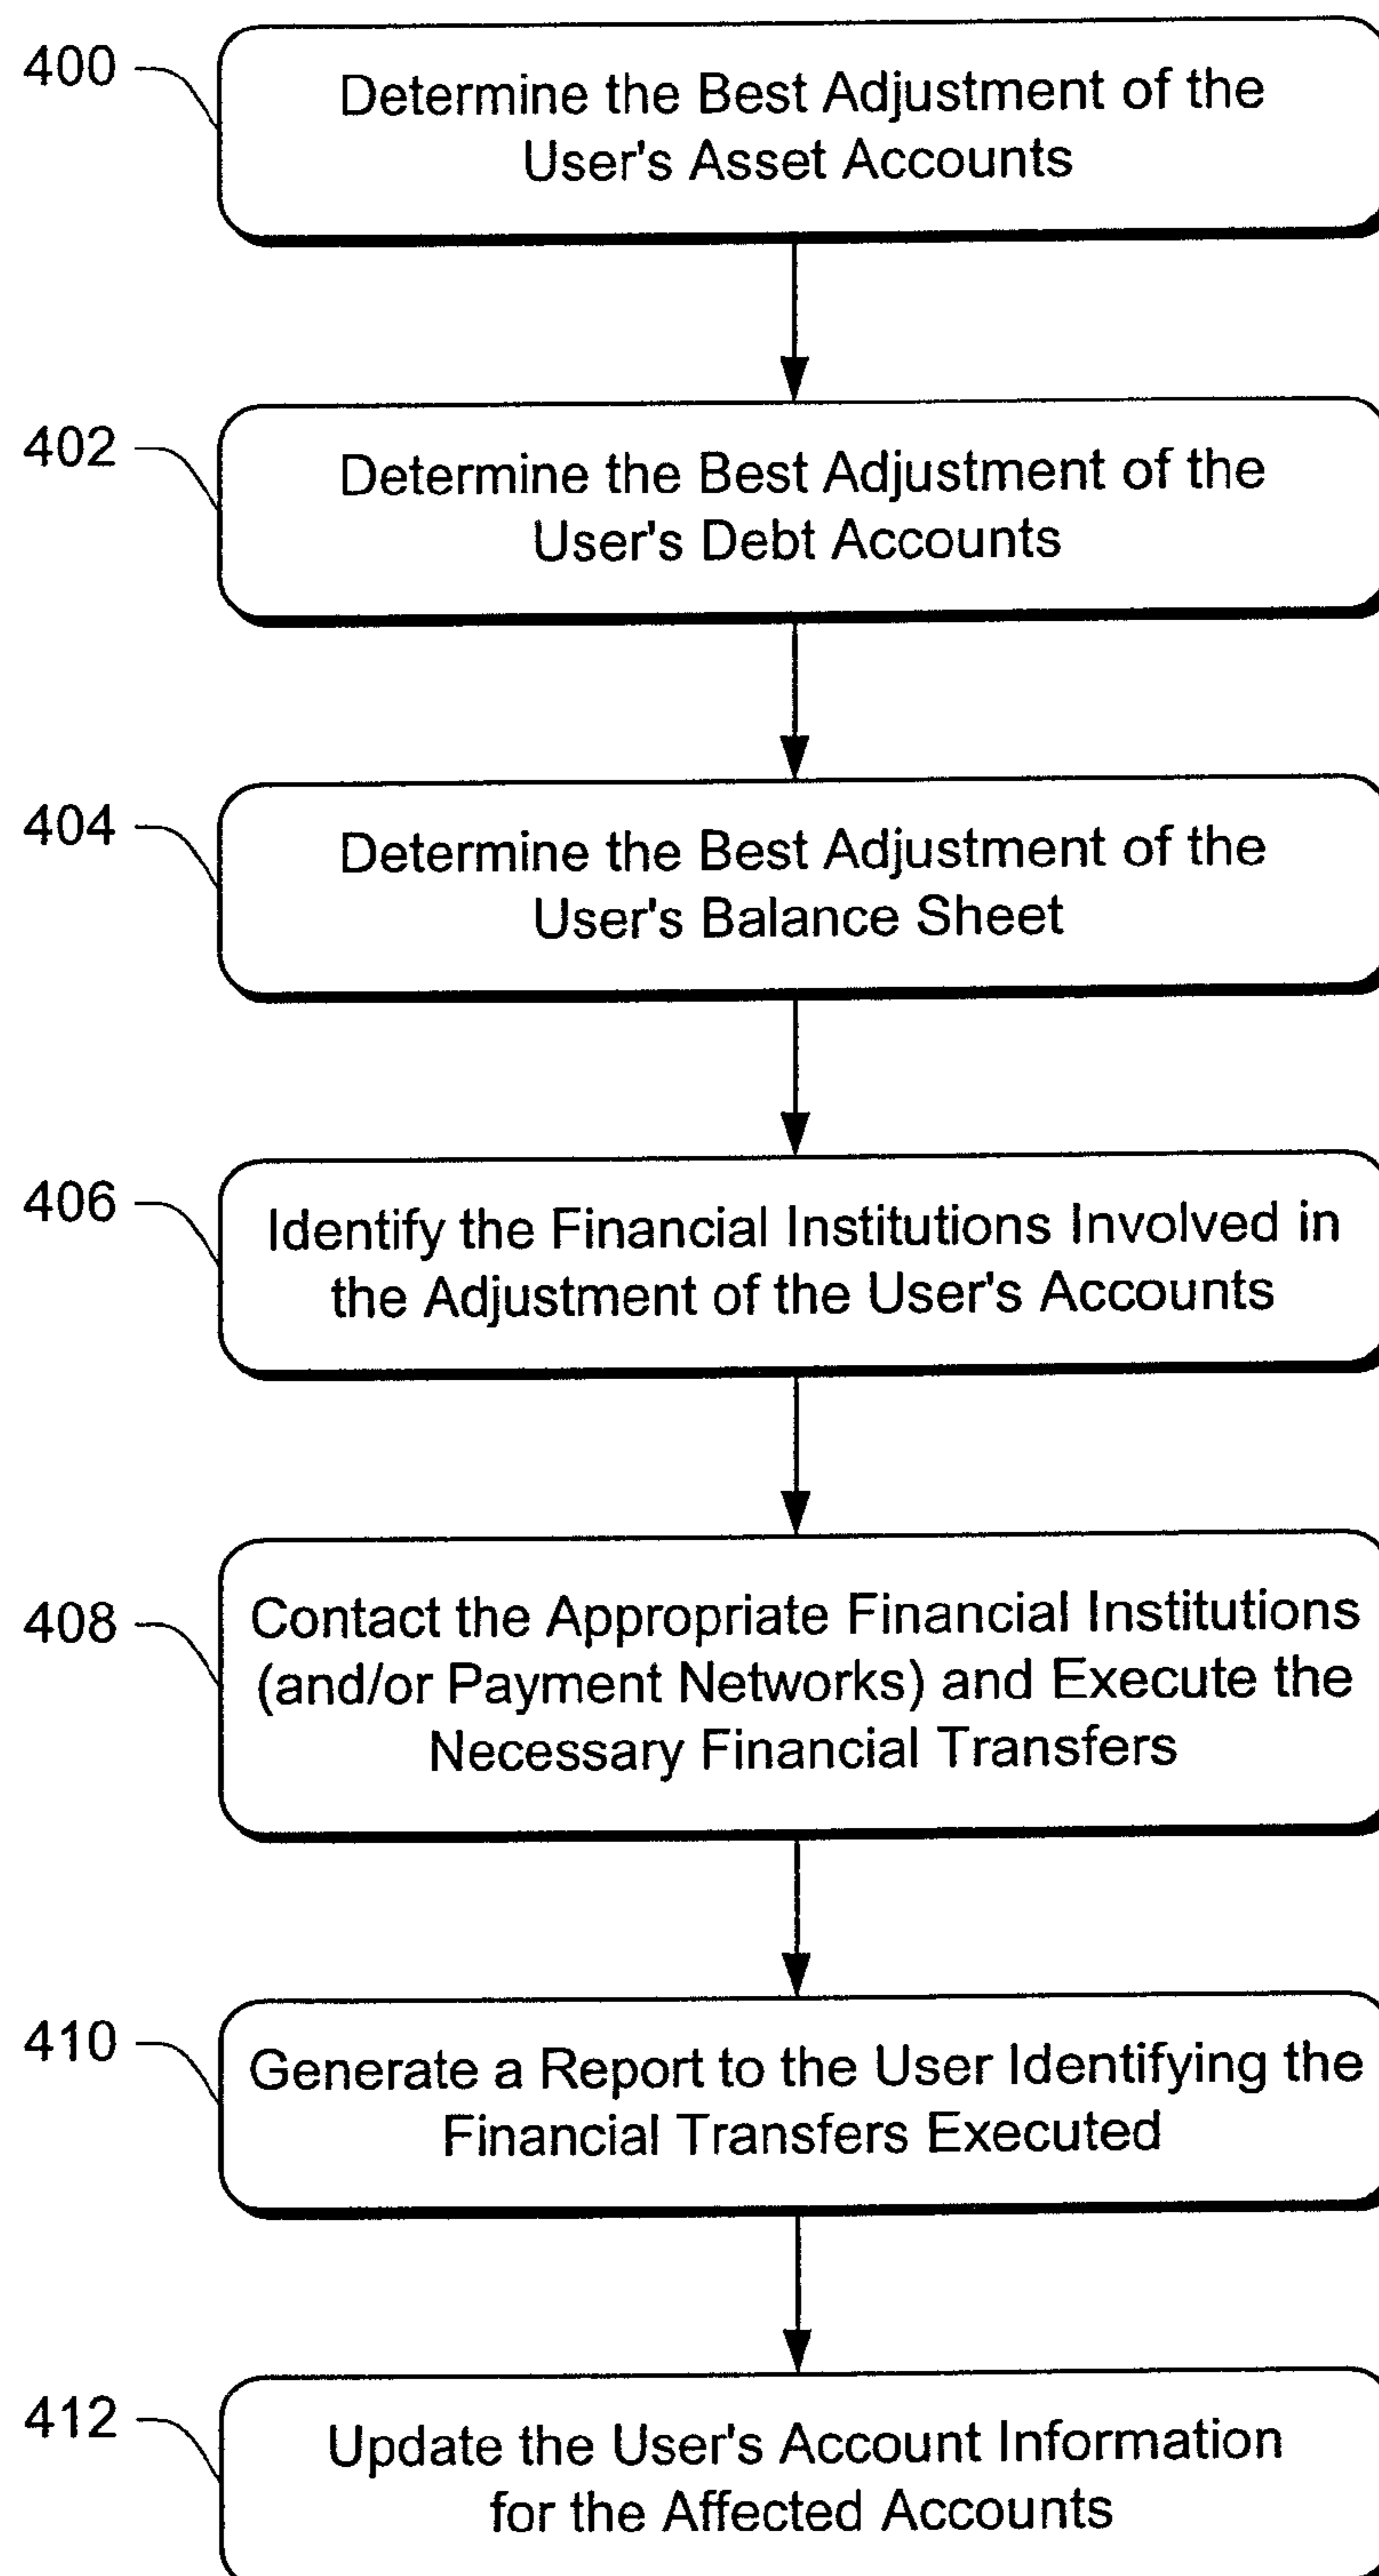 400
Determine the Best Adjustment of the
User's Asset Accounts
402
Determine the Best Adjustment of the
User's Debt Accounts
404
Determine the Best Adjustment of the
User's Balance Sheet
406
Identify the Financial Institutions Involved in
the Adjustment of the User's Accounts
408
Contact the Appropriate Financial Institutions
(and/or Payment Networks) and Execute the
Necessary Financial Transfers
410
Generate a Report to the User Identifying the
Financial Transfers Executed
412
Update the User's Account Information
for the Affected Accounts